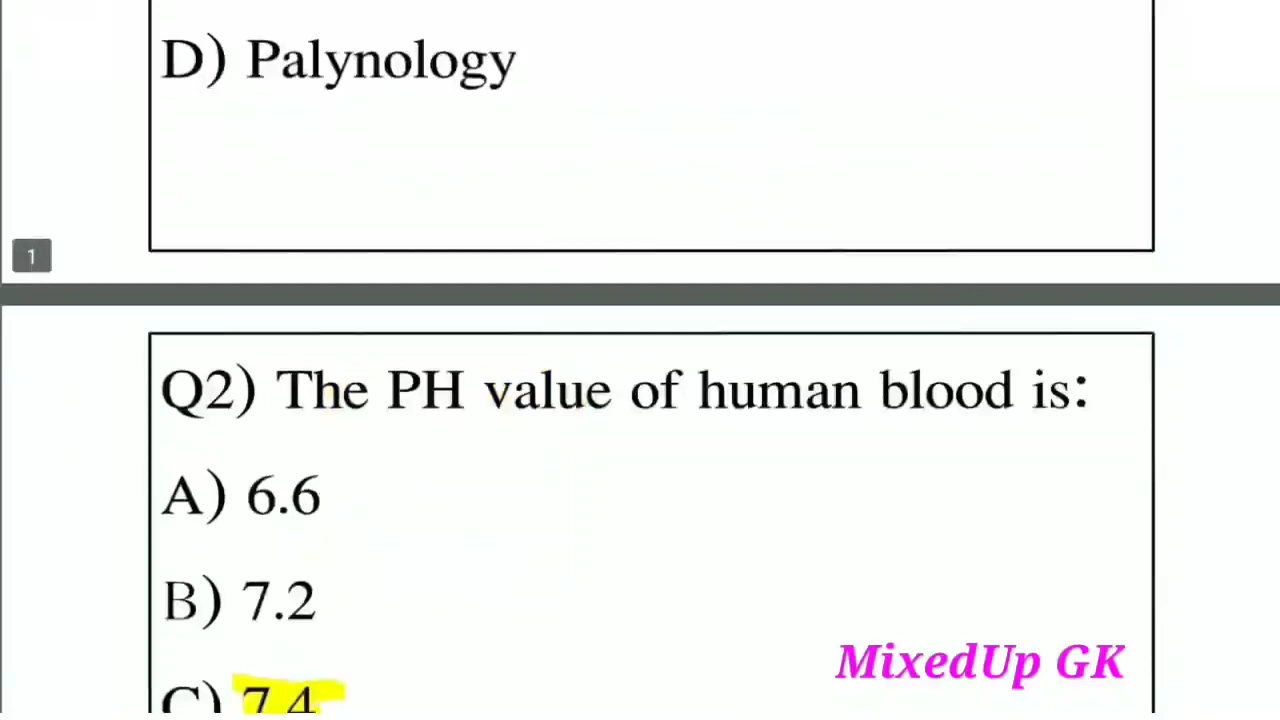 D) Palynology
1
Q2) The PH value of human blood is:
A) 6.6
B) 7.2
MixedUp GK
C) 7.4